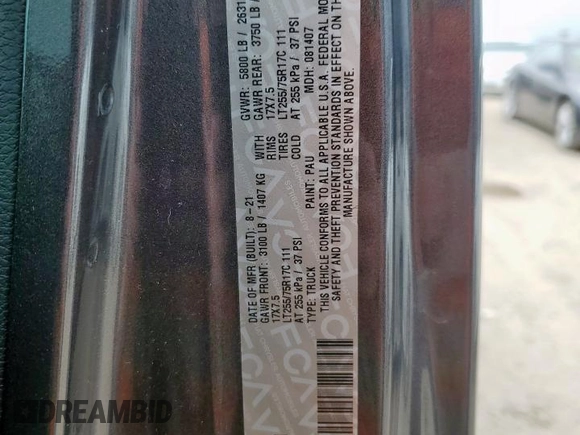 DATE OF MFR (BUILT): 8-21 GVWR: 5800 LB / 2631
GAWR FRONT: 3100 LB / 1407 KG WITH GAWR REAR: 3750 LB /
17X7.5 RIMS 17X7.5
LT255/75R17C 111 TIRES LT255/75R17C 111
AT 255 kPa / 37 PSI COLD AT 255 kPa / 37 PSI
TYPE: TRUCK PAINT: PAU MDH: 081407
THIS VEHICLE CONFORMS TO ALL APPLICABLE U.S.A. FEDERAL MO
SAFETY AND THEFT PREVENTION STANDARDS IN EFFECT ON TH
MANUFACTURE SHOWN ABOVE.
DREAMBID